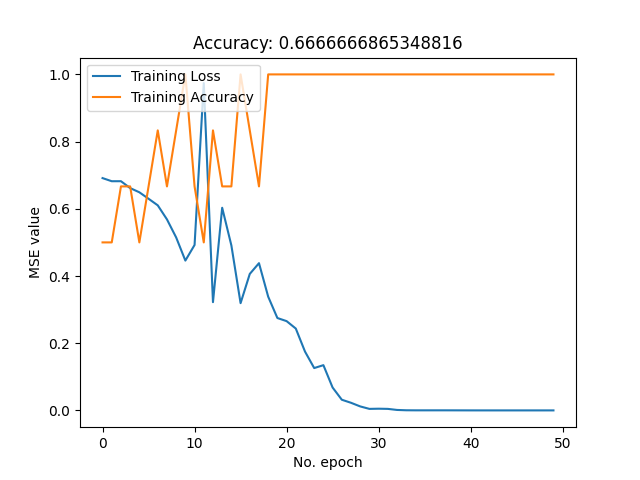 Accuracy: 0.6666666865348816
Training Loss
Training Accuracy
1.0
0.8
0.6
0.4
0.2
0.0
MSE value
0 10 20 30 40 50
No. epoch